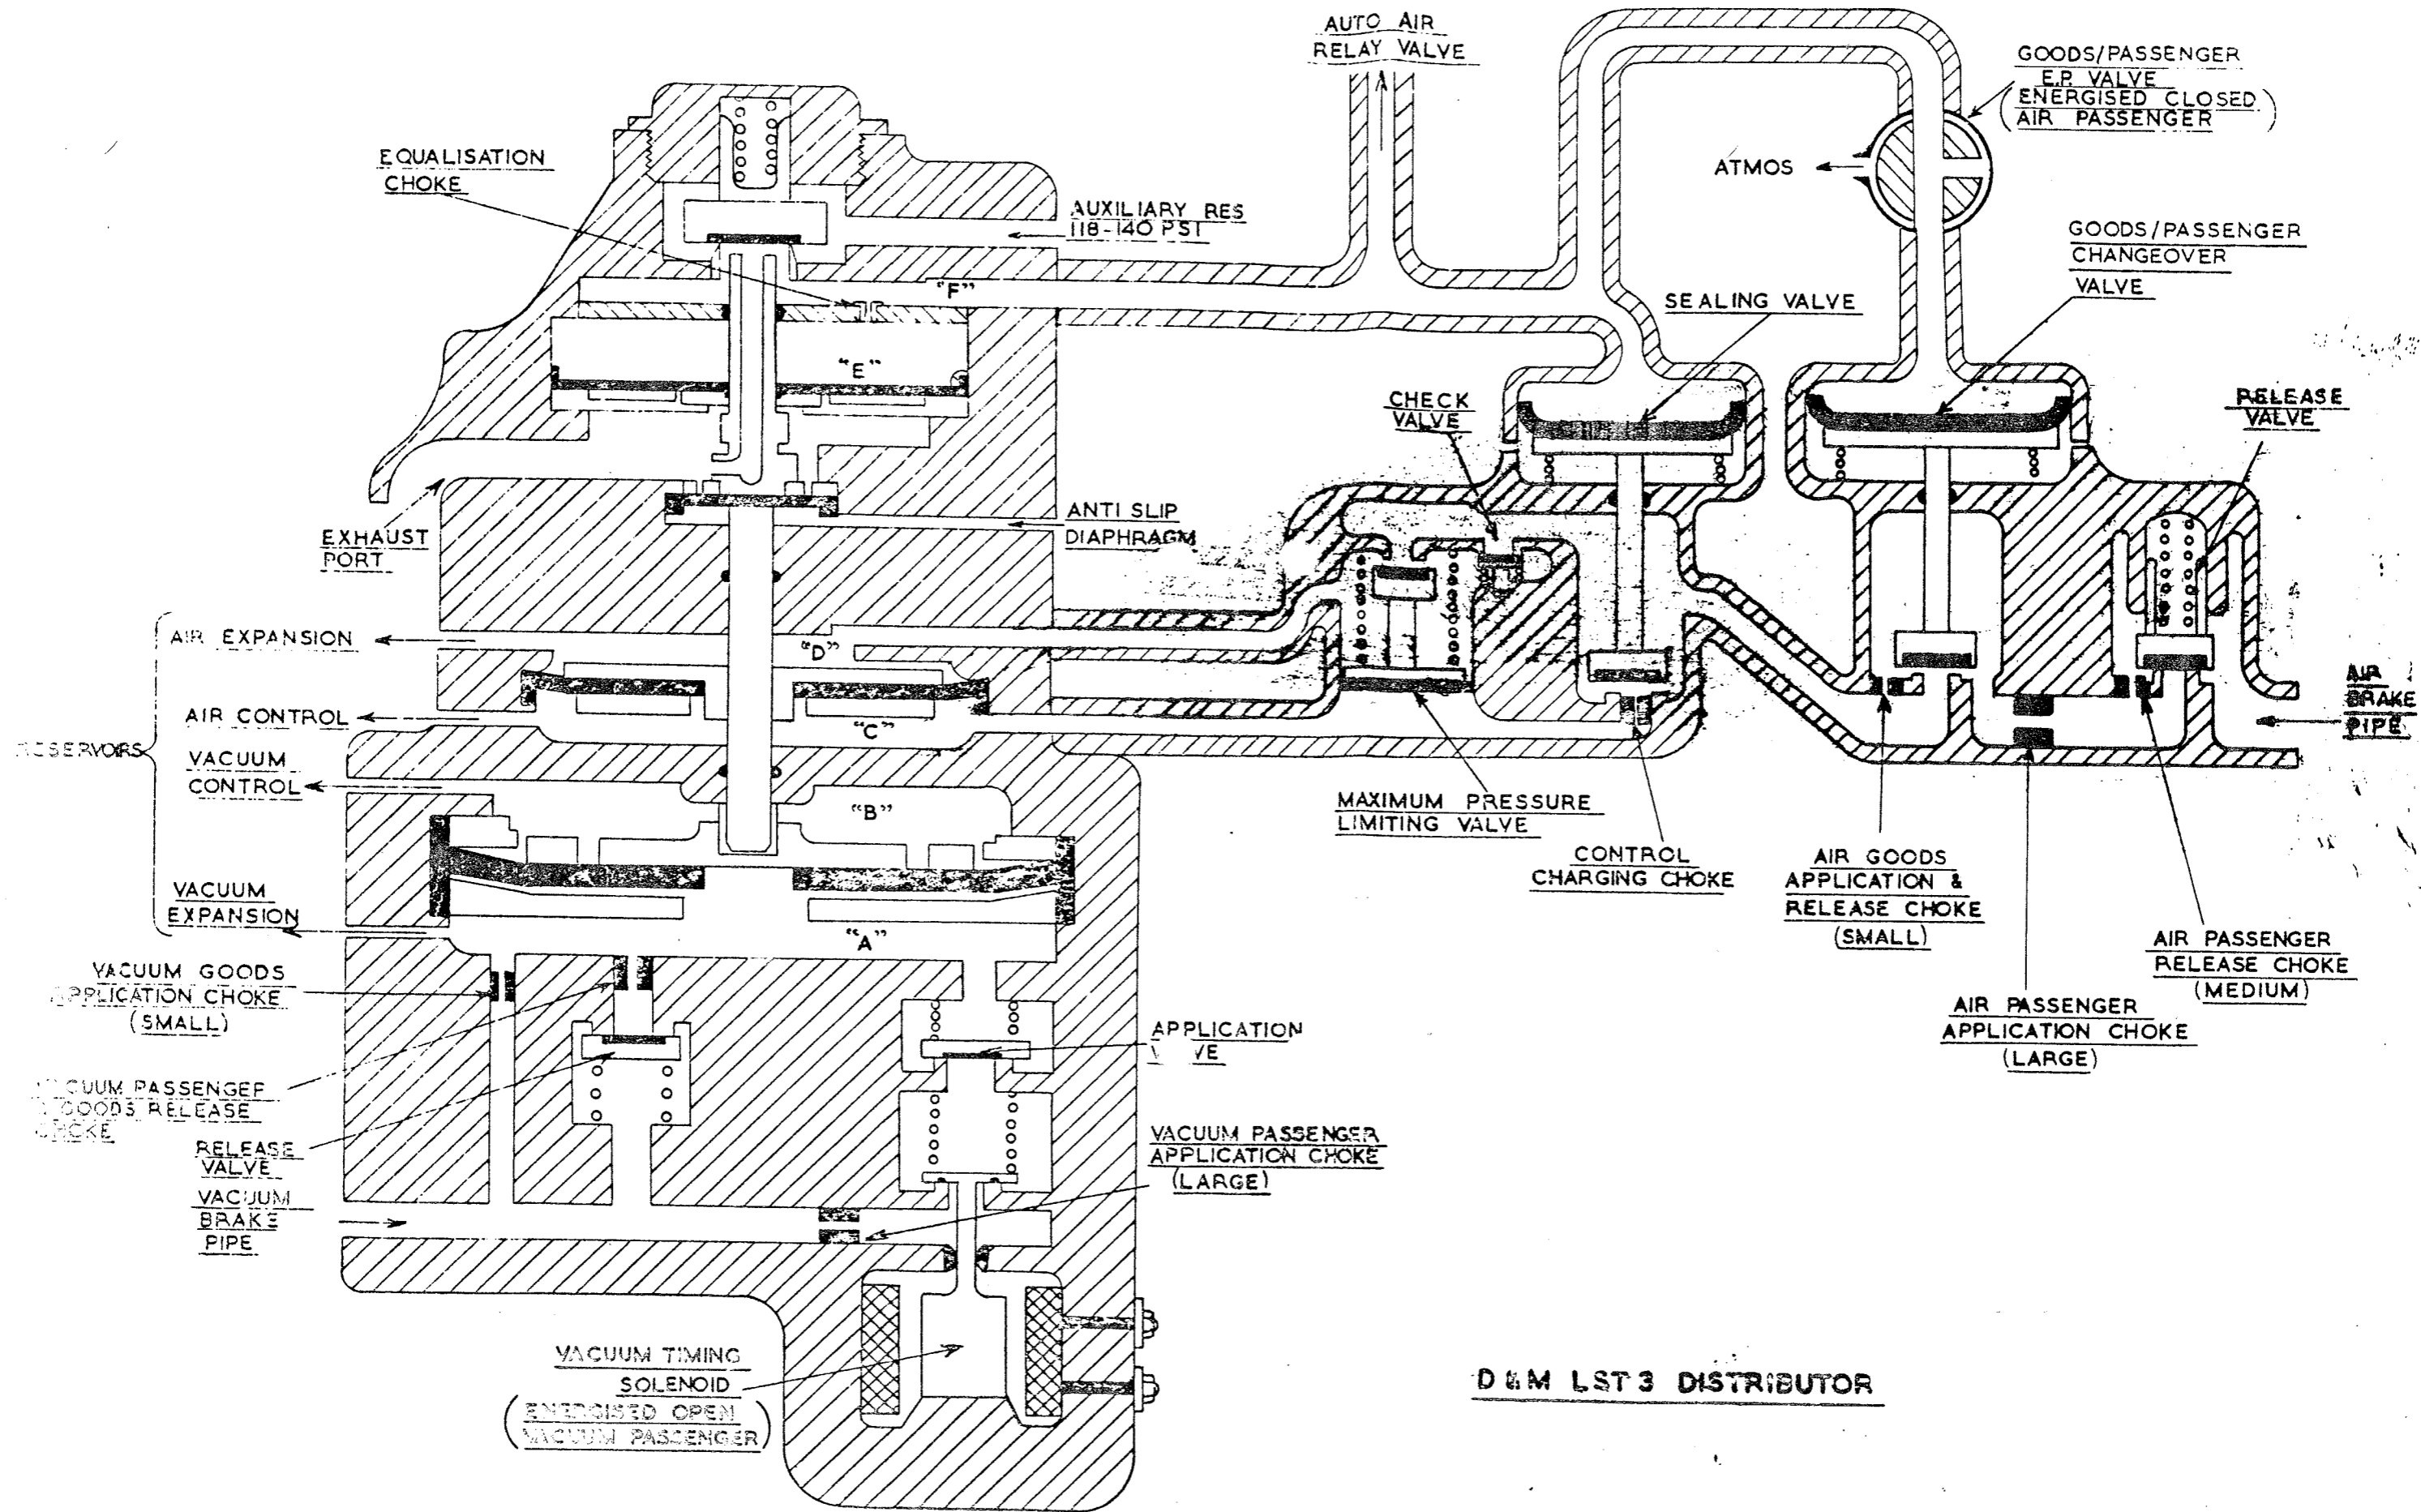 AUTO AIR
RELAY VALVE
GOODS/PASSENGER
E.P. VALVE
(ENERGISED CLOSED
AIR PASSENGER)
EQUALISATION
CHOKE
ATMOS
AUXILIARY RES
118-140 PSI
GOODS/PASSENGER
CHANGEOVER
VALVE
"F"
SEALING VALVE
"E"
CHECK
VALVE
RELEASE
VALVE
ANTI SLIP
DIAPHRAGM
EXHAUST
PORT
AIR EXPANSION
"D"
AIR CONTROL
"C"
RESERVOIRS
VACUUM
CONTROL
AIR
BRAKE
PIPE
"B"
MAXIMUM PRESSURE
LIMITING VALVE
CONTROL
CHARGING CHOKE
AIR GOODS
APPLICATION &
RELEASE CHOKE
(SMALL)
VACUUM
EXPANSION
"A"
AIR PASSENGER
RELEASE CHOKE
(MEDIUM)
VACUUM GOODS
APPLICATION CHOKE
(SMALL)
AIR PASSENGER
APPLICATION CHOKE
(LARGE)
APPLICATION
VALVE
VACUUM PASSENGER
GOODS RELEASE
CHOKE
RELEASE
VALVE
VACUUM PASSENGER
APPLICATION CHOKE
(LARGE)
VACUUM
BRAKE
PIPE
VACUUM TIMING
SOLENOID
(ENERGISED OPEN
VACUUM PASSENGER)
D & M LST 3 DISTRIBUTOR